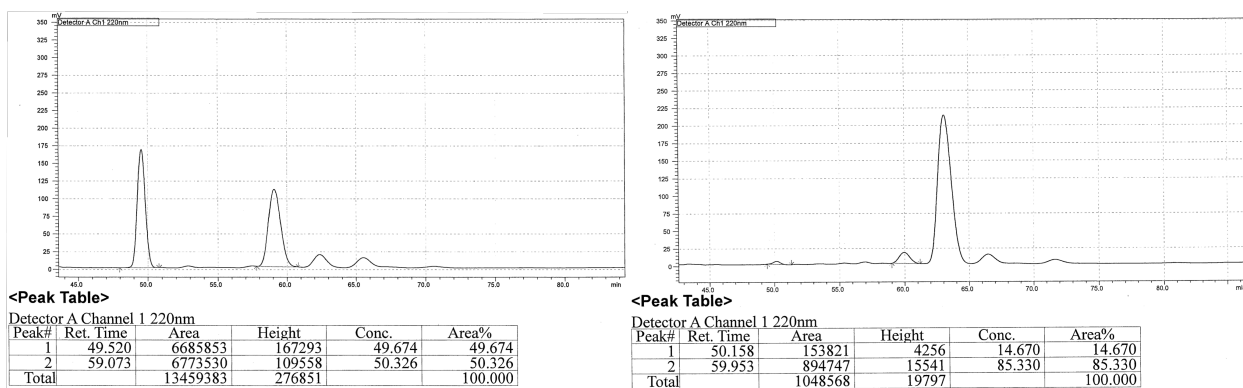 mV
Detector A Ch1 220nm
350
325
300
275
250
225
200
175
150
125
100
75
50
25
0
45.0 50.0 55.0 60.0 65.0 70.0 75.0 80.0 min
<Peak Table>
Detector A Channel 1 220nm
Peak# Ret. Time Area Height Conc. Area%
1 49.520 6685853 167293 49.674 49.674
2 59.073 6773530 109558 50.326 50.326
Total 13459383 276851 100.000
mV
Detector A Ch1 220nm
350
325
300
275
250
225
200
175
150
125
100
75
50
25
0
45.0 50.0 55.0 60.0 65.0 70.0 75.0 80.0 85.0
<Peak Table>
Detector A Channel 1 220nm
Peak# Ret. Time Area Height Conc. Area%
1 50.158 153821 4256 14.670 14.670
2 59.953 894747 15541 85.330 85.330
Total 1048568 19797 100.000